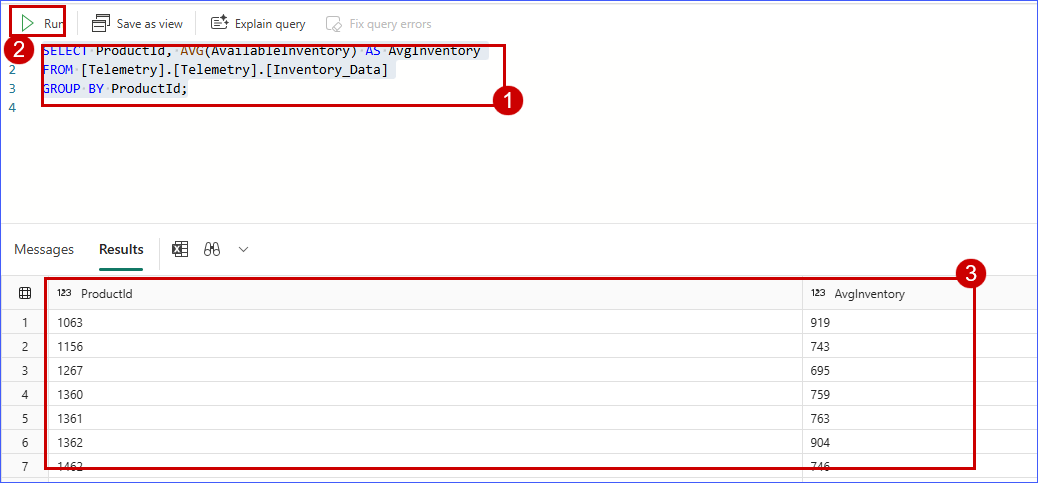 Run Save as view Explain query Fix query errors
2
SELECT ProductId, AVG(AvailableInventory) AS AvgInventory
2 FROM [Telemetry].[Telemetry].[Inventory_Data]
3 GROUP BY ProductId;
1
4
Messages Results
3
123 ProductId 123 AvgInventory
1 1063 919
2 1156 743
3 1267 695
4 1360 759
5 1361 763
6 1362 904
7 1462 746